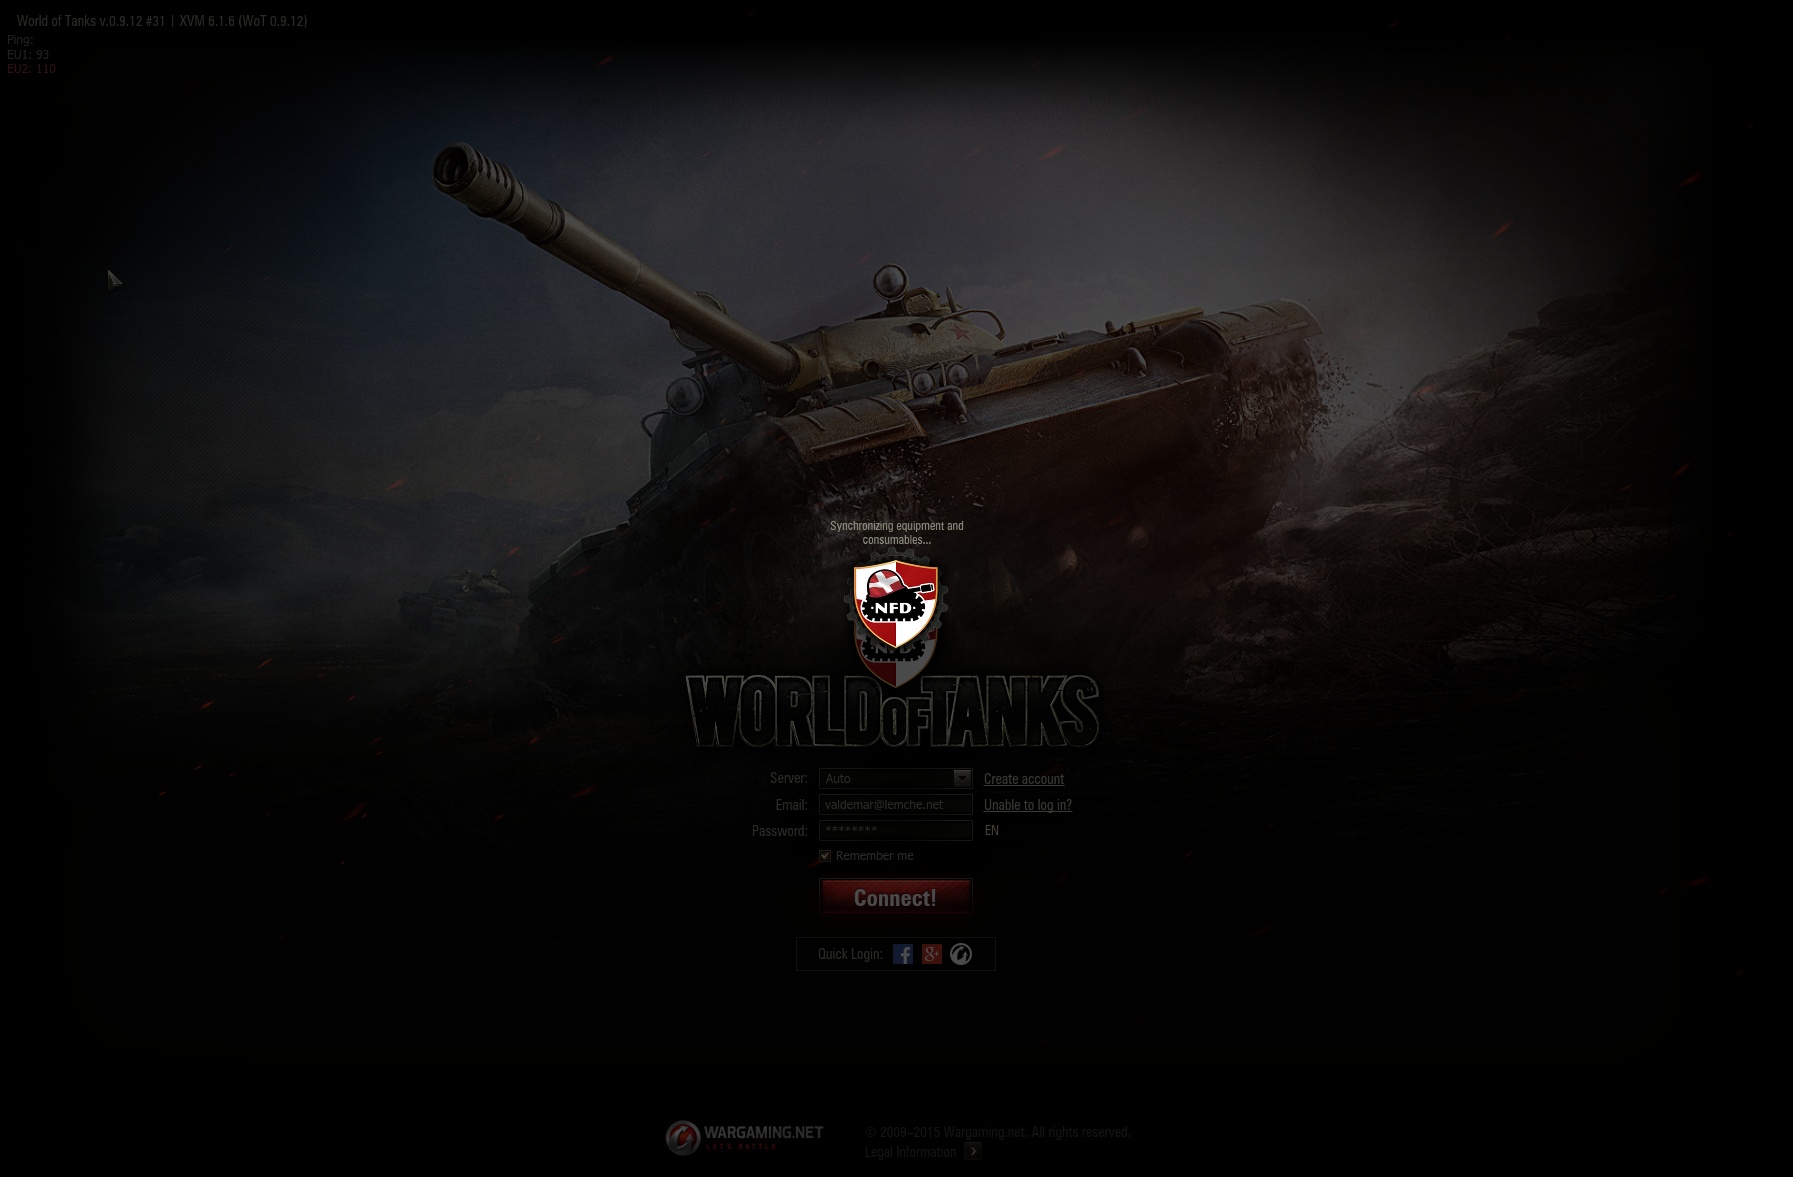 World of Tanks v.0.9.12 #31 | XVM 6.1.6 (WoT 0.9.12)
Ping:
EU1: 93
EU2: 110
Synchronizing equipment and
consumables...
·NFD·
NFD
WORLD OF TANKS
Server: Auto Create account
Email: valdemar@lemche.net Unable to log in?
Password: ******** EN
Remember me
Connect!
Quick Login: f g+
WARGAMING.NET
LET'S BATTLE
© 2009–2015 Wargaming.net. All rights reserved.
Legal Information